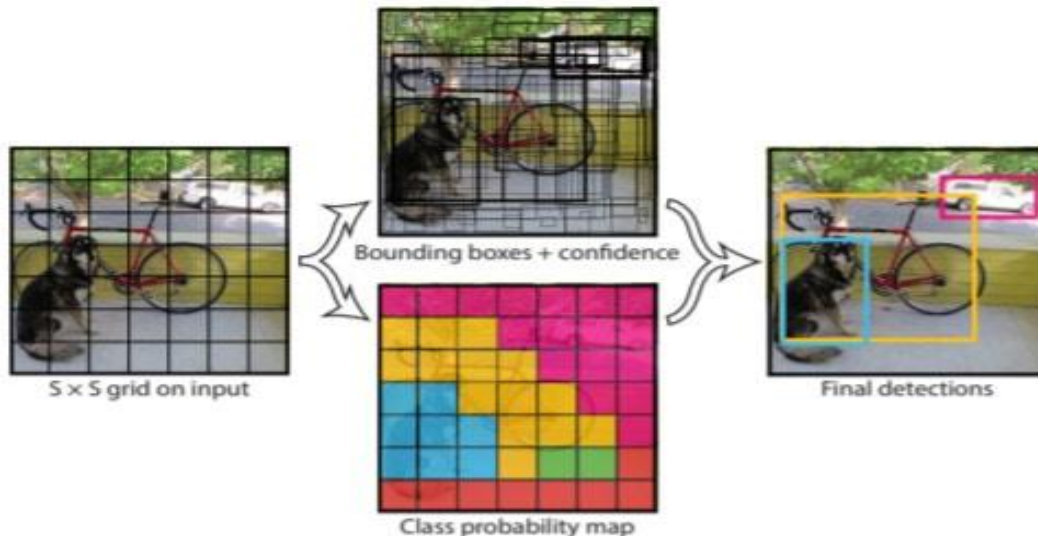 Bounding boxes + confidence
S × S grid on input
Final detections
Class probability map